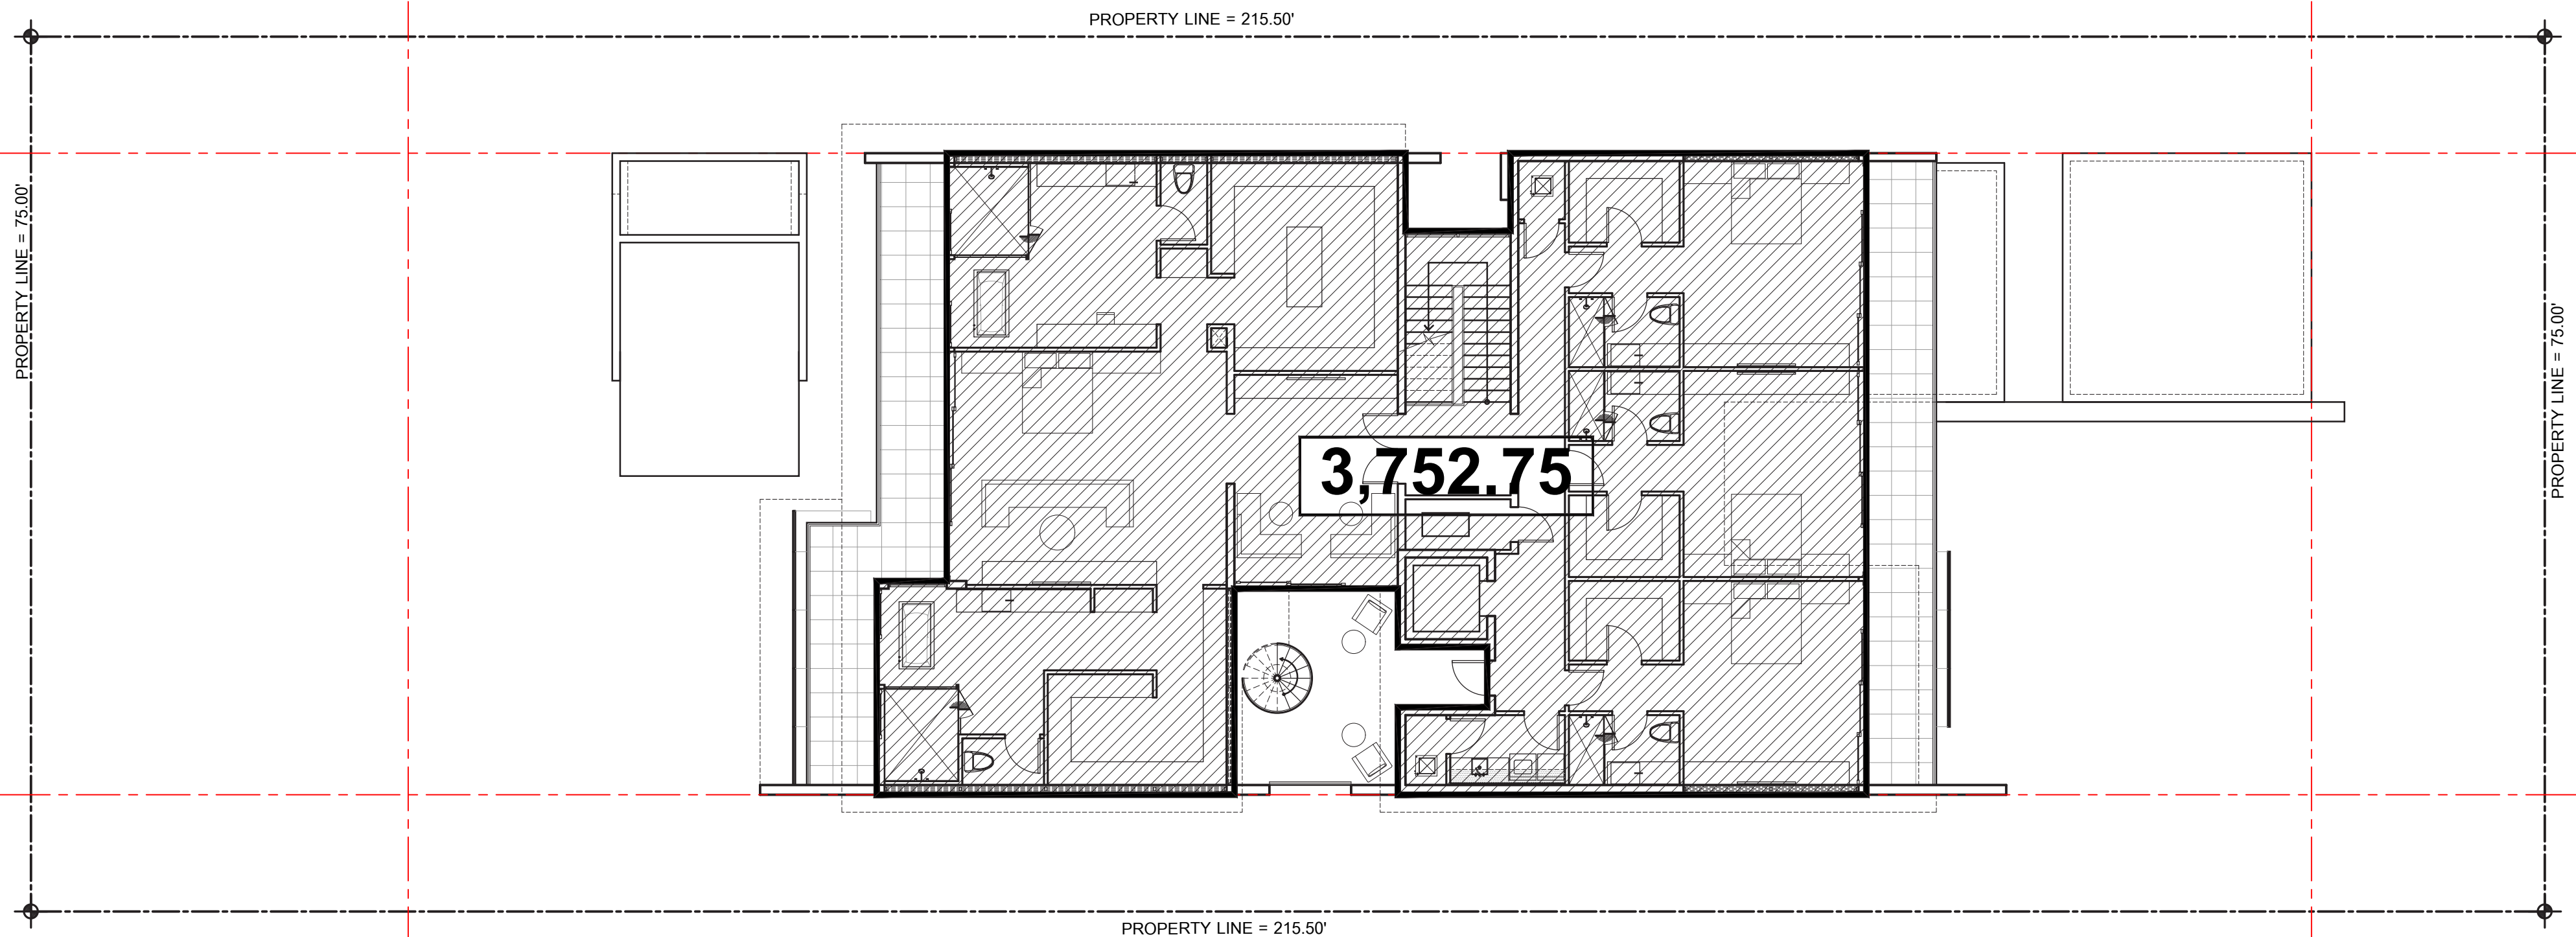 PROPERTY LINE = 215.50'
PROPERTY LINE = 75.00'
3,752.75
PROPERTY LINE = 75.00'
PROPERTY LINE = 215.50'